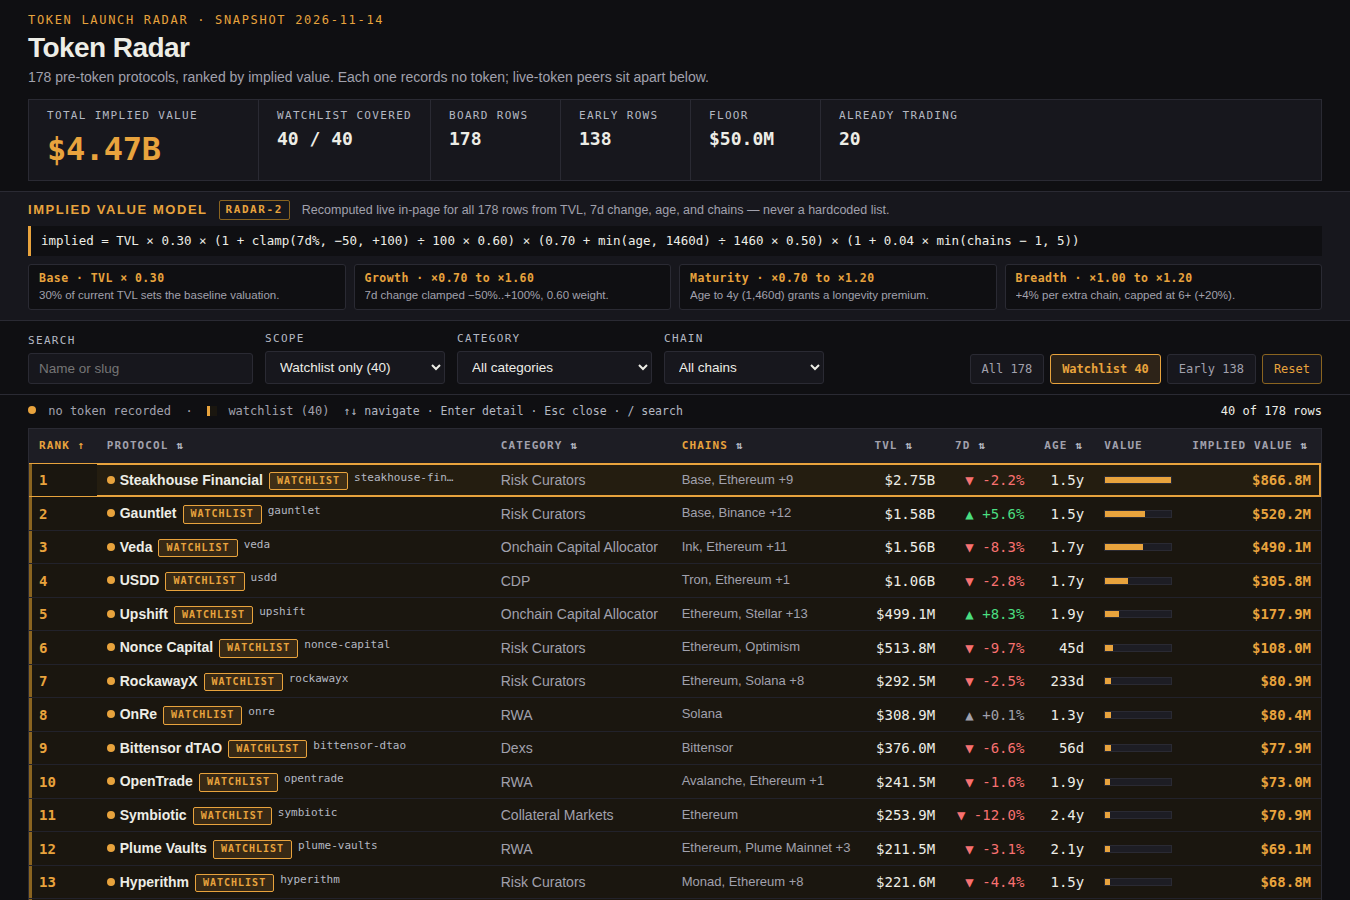 TOKEN LAUNCH RADAR · SNAPSHOT 2026-11-14
Token Radar
178 pre-token protocols, ranked by implied value. Each one records no token; live-token peers sit apart below.
TOTAL IMPLIED VALUE WATCHLIST COVERED BOARD ROWS EARLY ROWS FLOOR ALREADY TRADING
$4.47B 40 / 40 178 138 $50.0M 20
IMPLIED VALUE MODEL RADAR-2 Recomputed live in-page for all 178 rows from TVL, 7d change, age, and chains — never a hardcoded list.
implied = TVL × 0.30 × (1 + clamp(7d%, −50, +100) ÷ 100 × 0.60) × (0.70 + min(age, 1460d) ÷ 1460 × 0.50) × (1 + 0.04 × min(chains − 1, 5))
Base · TVL × 0.30 Growth · ×0.70 to ×1.60 Maturity · ×0.70 to ×1.20 Breadth · ×1.00 to ×1.20
30% of current TVL sets the baseline valuation. 7d change clamped −50%..+100%, 0.60 weight. Age to 4y (1,460d) grants a longevity premium. +4% per extra chain, capped at 6+ (+20%).
SEARCH SCOPE CATEGORY CHAIN
Name or slug Watchlist only (40) All categories All chains All 178 Watchlist 40 Early 138 Reset
no token recorded · watchlist (40) ↑↓ navigate · Enter detail · Esc close · / search 40 of 178 rows
RANK ↑ PROTOCOL ⇅ CATEGORY ⇅ CHAINS ⇅ TVL ⇅ 7D ⇅ AGE ⇅ VALUE IMPLIED VALUE ⇅
1 Steakhouse Financial WATCHLIST steakhouse-fin… Risk Curators Base, Ethereum +9 $2.75B ▼ -2.2% 1.5y $866.8M
2 Gauntlet WATCHLIST gauntlet Risk Curators Base, Binance +12 $1.58B ▲ +5.6% 1.5y $520.2M
3 Veda WATCHLIST veda Onchain Capital Allocator Ink, Ethereum +11 $1.56B ▼ -8.3% 1.7y $490.1M
4 USDD WATCHLIST usdd CDP Tron, Ethereum +1 $1.06B ▼ -2.8% 1.7y $305.8M
5 Upshift WATCHLIST upshift Onchain Capital Allocator Ethereum, Stellar +13 $499.1M ▲ +8.3% 1.9y $177.9M
6 Nonce Capital WATCHLIST nonce-capital Risk Curators Ethereum, Optimism $513.8M ▼ -9.7% 45d $108.0M
7 RockawayX WATCHLIST rockawayx Risk Curators Ethereum, Solana +8 $292.5M ▼ -2.5% 233d $80.9M
8 OnRe WATCHLIST onre RWA Solana $308.9M ▲ +0.1% 1.3y $80.4M
9 Bittensor dTAO WATCHLIST bittensor-dtao Dexs Bittensor $376.0M ▼ -6.6% 56d $77.9M
10 OpenTrade WATCHLIST opentrade RWA Avalanche, Ethereum +1 $241.5M ▼ -1.6% 1.9y $73.0M
11 Symbiotic WATCHLIST symbiotic Collateral Markets Ethereum $253.9M ▼ -12.0% 2.4y $70.9M
12 Plume Vaults WATCHLIST plume-vaults RWA Ethereum, Plume Mainnet +3 $211.5M ▼ -3.1% 2.1y $69.1M
13 Hyperithm WATCHLIST hyperithm Risk Curators Monad, Ethereum +8 $221.6M ▼ -4.4% 1.5y $68.8M